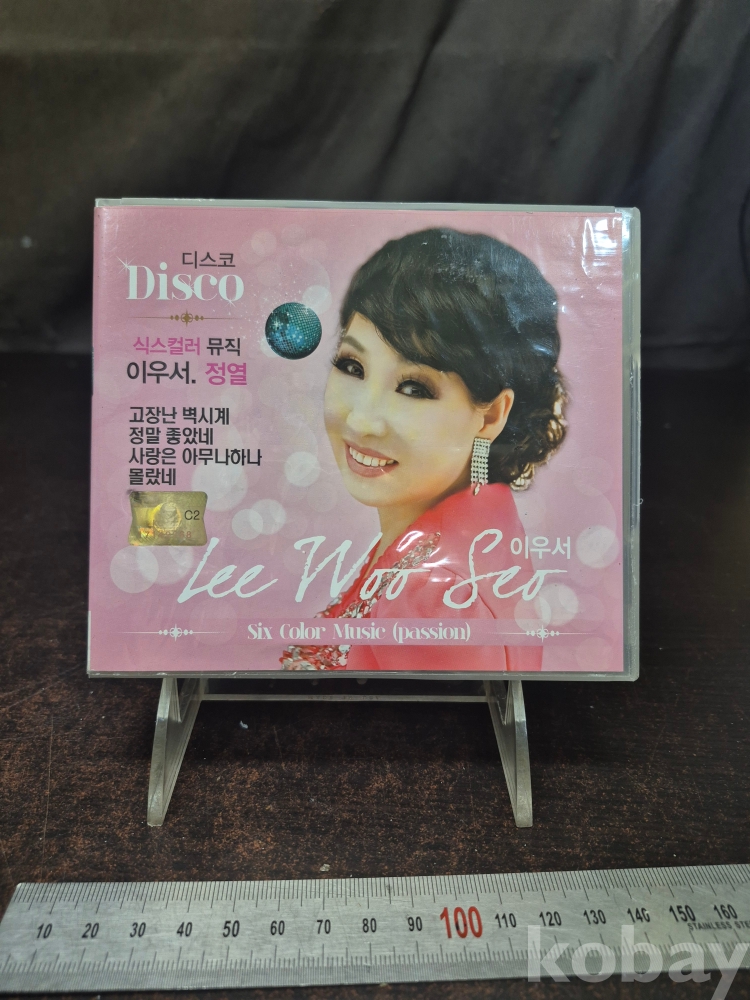 디스코
Disco
식스컬러 뮤직
이우서. 정열
고장난 벽시계
정말 좋았네
사랑은 아무나하나
몰랐네
C2
Lee Woo Seo
이우서
Six Color Music (passion)
10 20 30 40 50 60 70 80 90 100 110 120 130 140 150 160
STAINLESS
kobay